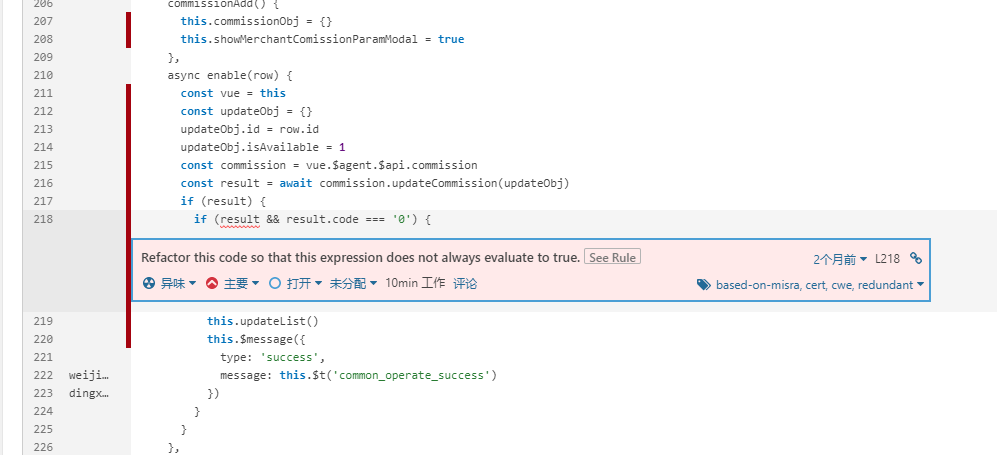 206 commissionAdd() {
207 this.commissionObj = {}
208 this.showMerchantComissionParamModal = true
209 },
210 async enable(row) {
211 const vue = this
212 const updateObj = {}
213 updateObj.id = row.id
214 updateObj.isAvailable = 1
215 const commission = vue.$agent.$api.commission
216 const result = await commission.updateCommission(updateObj)
217 if (result) {
218 if (result && result.code === '0') {
Refactor this code so that this expression does not always evaluate to true. See Rule 2个月前 L218
异味 主要 打开 未分配 10min 工作 评论 based-on-misra, cert, cwe, redundant
219 this.updateList()
220 this.$message({
221 type: 'success',
222 weiji… message: this.$t('common_operate_success')
223 dingx… })
224 }
225 }
226 },